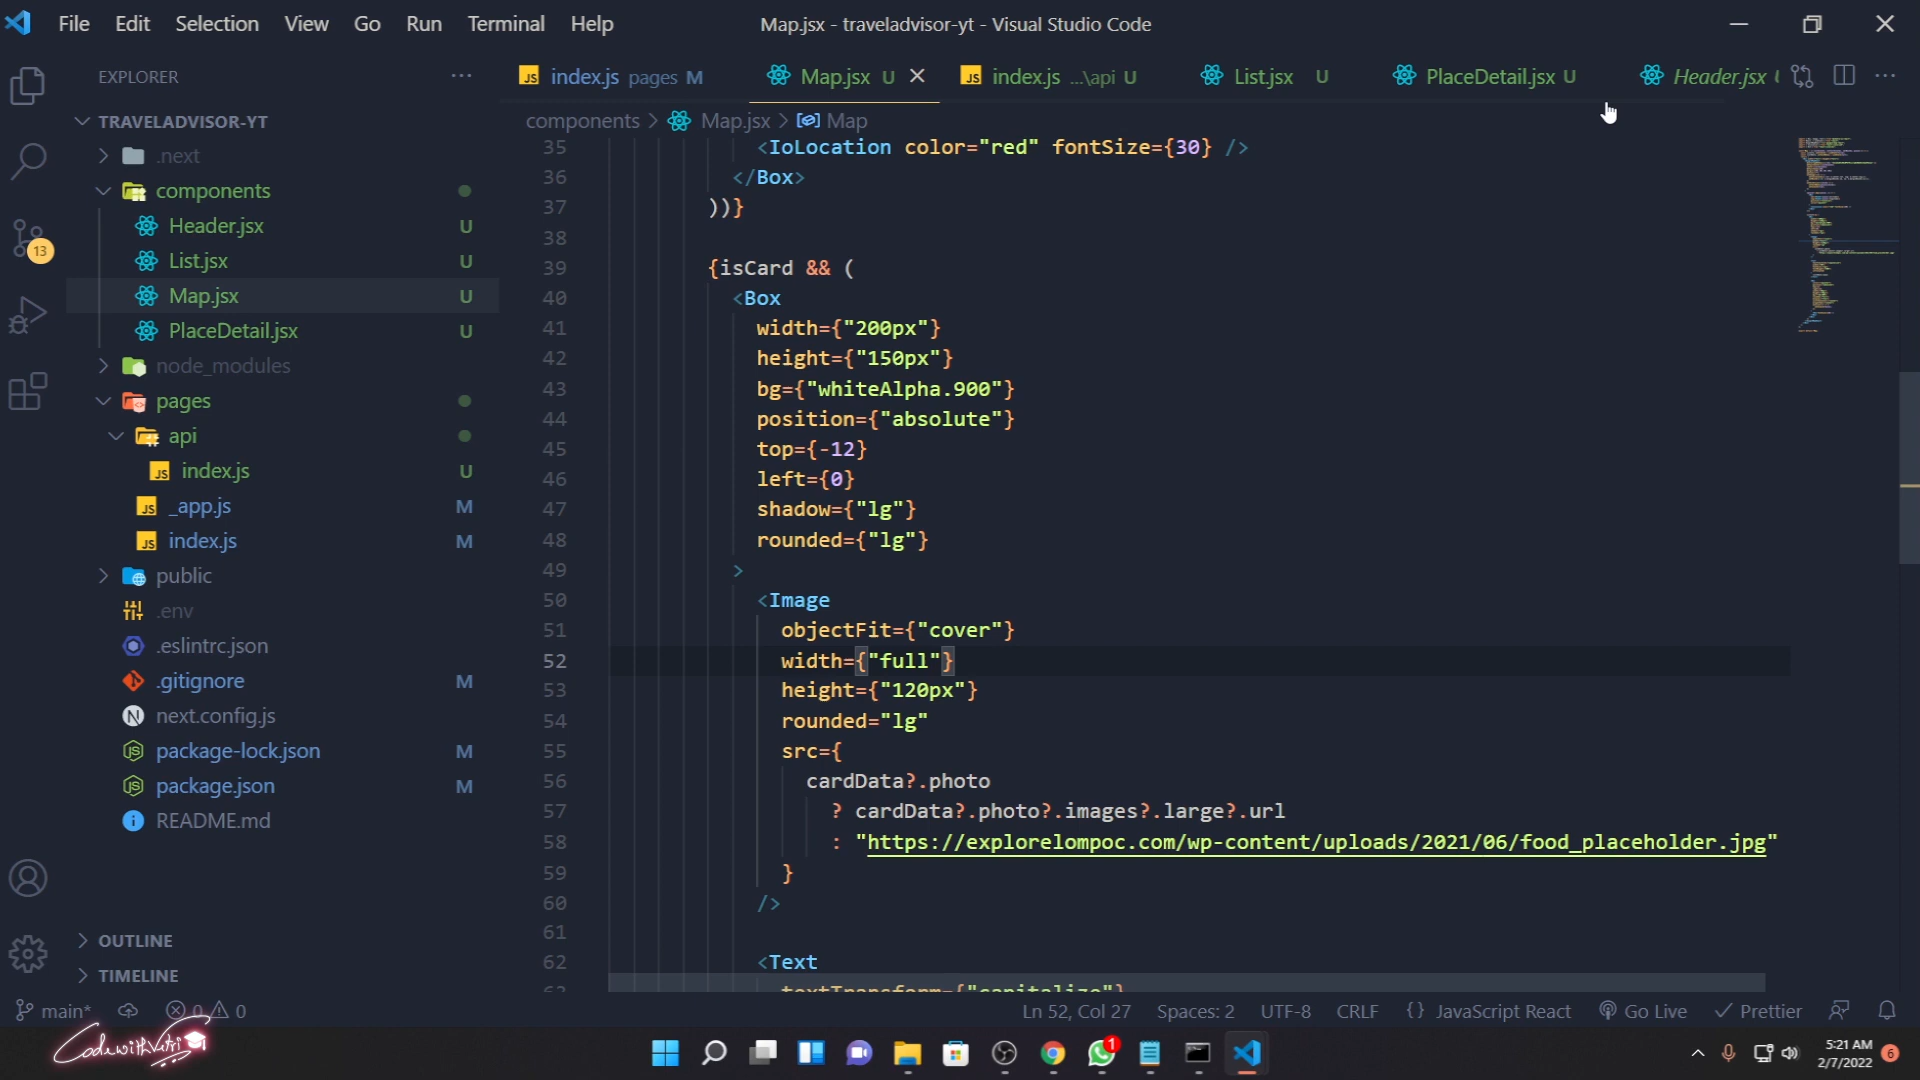 File Edit Selection View Go Run Terminal Help
Map.jsx - traveladvisor-yt - Visual Studio Code
EXPLORER
TRAVELADVISOR-YT
.next
components
Header.jsx U
List.jsx U
Map.jsx U
PlaceDetail.jsx U
node_modules
pages
api
index.js U
_app.js M
index.js M
public
.env
.eslintrc.json
.gitignore M
next.config.js
package-lock.json M
package.json M
README.md
OUTLINE
TIMELINE
13
index.js pages M
Map.jsx U
index.js ...\api U
List.jsx U
PlaceDetail.jsx U
Header.jsx
components > Map.jsx > Map
35 <IoLocation color="red" fontSize={30} />
36 </Box>
37 ))}
38
39 {isCard && (
40 <Box
41 width={"200px"}
42 height={"150px"}
43 bg={"whiteAlpha.900"}
44 position={"absolute"}
45 top={-12}
46 left={0}
47 shadow={"lg"}
48 rounded={"lg"}
49 >
50 <Image
51 objectFit={"cover"}
52 width={"full"}
53 height={"120px"}
54 rounded="lg"
55 src={
56 cardData?.photo
57 ? cardData?.photo?.images?.large?.url
58 : "https://explorelompoc.com/wp-content/uploads/2021/06/food_placeholder.jpg"
59 }
60 />
61
62 <Text
63 textTransform={"capitalize"}
main* 0 0
Ln 52, Col 27 Spaces: 2 UTF-8 CRLF {} JavaScript React Go Live Prettier
CodewithVetri
1
5:21 AM
2/7/2022
6